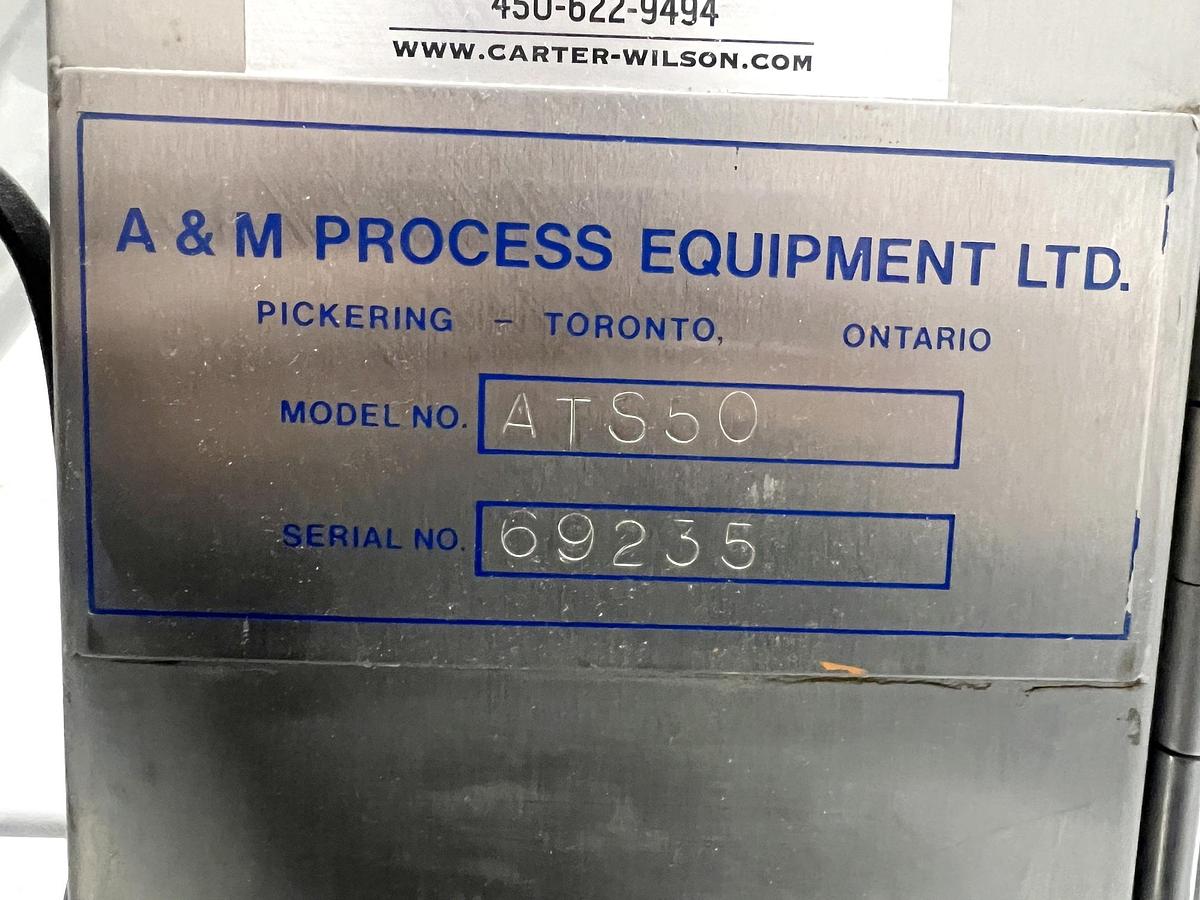 450-622-9494
WWW.CARTER-WILSON.COM
A & M PROCESS EQUIPMENT LTD.
PICKERING - TORONTO, ONTARIO
MODEL NO. ATS50
SERIAL NO. 69235